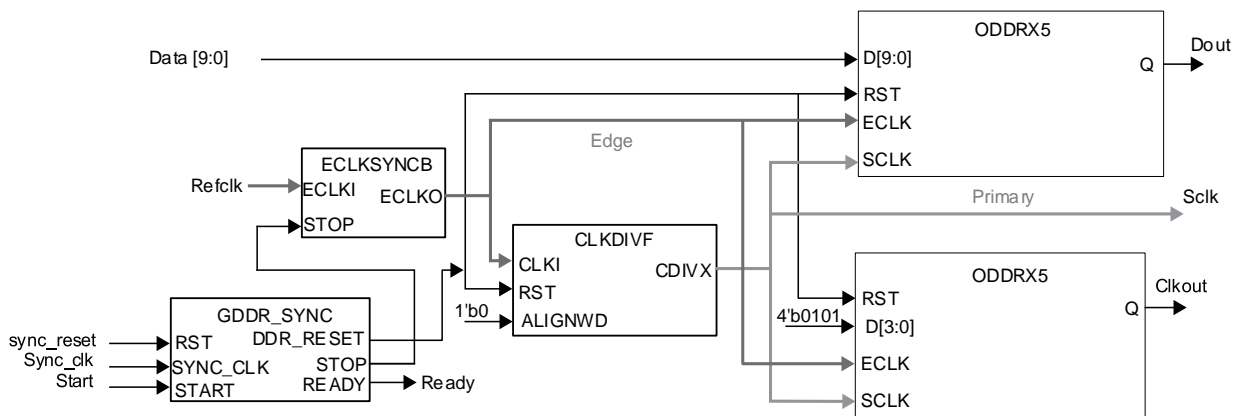 ODDRX5
Data [9:0]
D[9:0]
Q
Dout
RST
ECLK
SCLK
Edge
ECLKSYNCB
Refclk
ECLKI
ECLKO
STOP
Primary
Sclk
CLKDIVF
CLKI
CDIVX
RST
1'b0
ALIGNWD
ODDRX5
RST
Q
Clkout
4'b0101
D[3:0]
ECLK
SCLK
GDDR_SYNC
sync_reset
RST
DDR_RESET
Sync_clk
SYNC_CLK
STOP
Start
START
READY
Ready